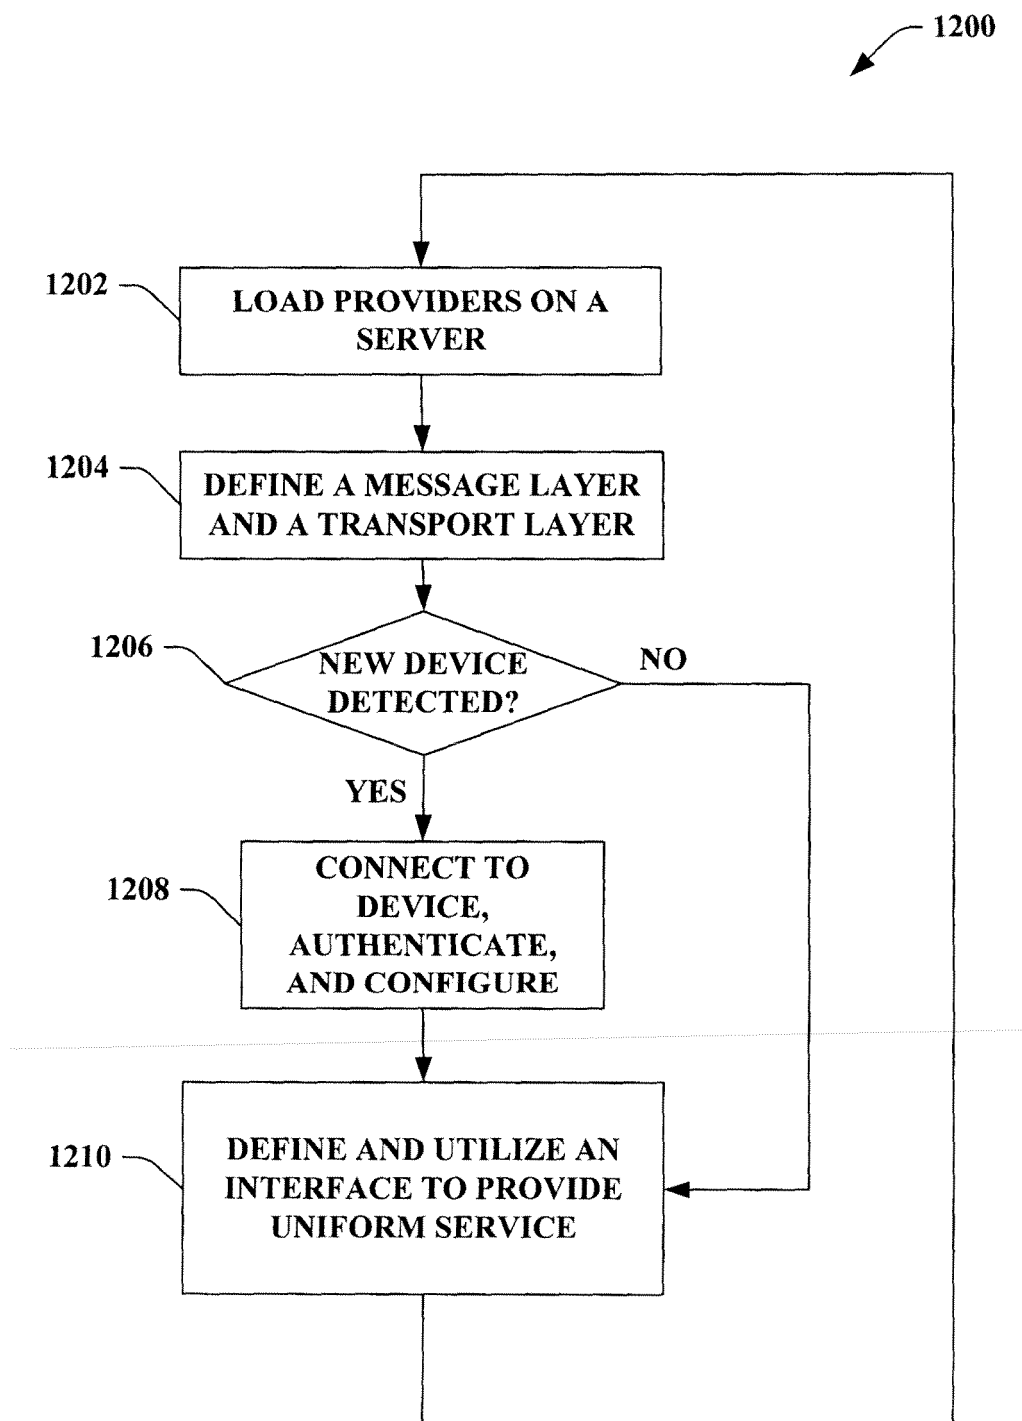 1200
1202
LOAD PROVIDERS ON A
SERVER
1204
DEFINE A MESSAGE LAYER
AND A TRANSPORT LAYER
1206
NEW DEVICE
DETECTED?
NO
YES
1208
CONNECT TO
DEVICE,
AUTHENTICATE,
AND CONFIGURE
1210
DEFINE AND UTILIZE AN
INTERFACE TO PROVIDE
UNIFORM SERVICE